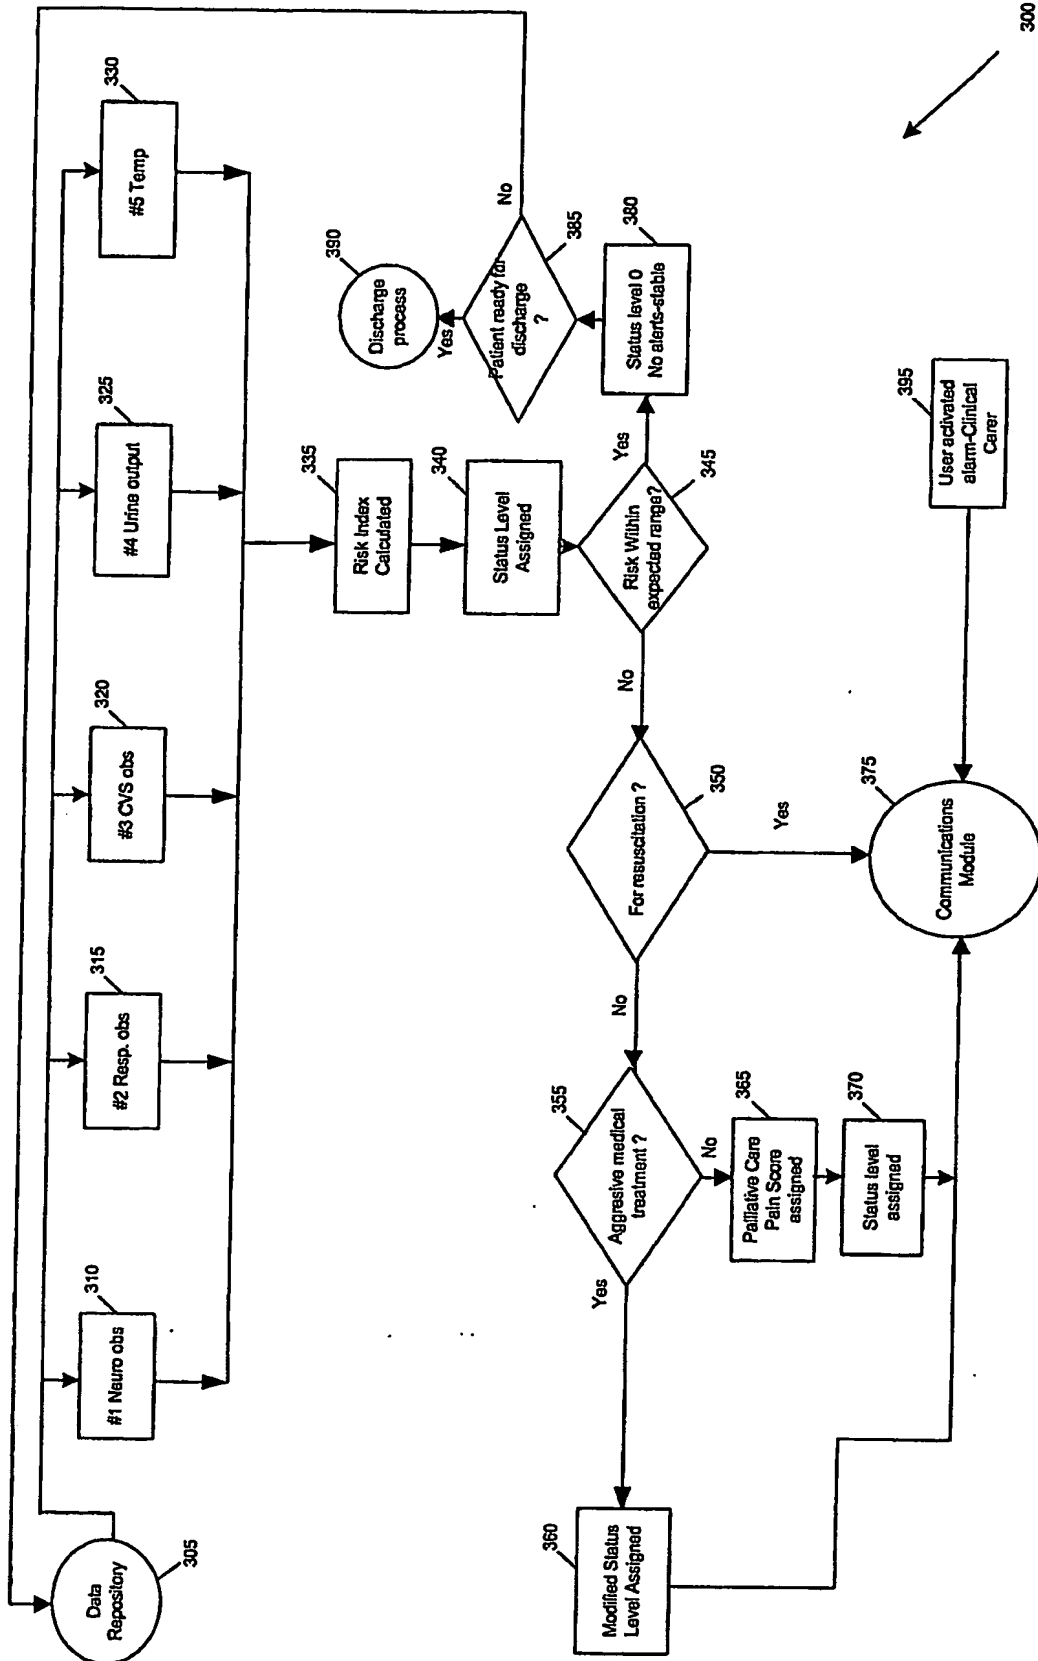 300
Data
Repository
305
#1 Neuro obs
310
#2 Resp. obs
315
#3 CVS obs
320
#4 Urine output
325
#5 Temp
330
Risk Index
Calculated
335
Status Level
Assigned
340
Risk Within
expected range?
345
Yes
No
Status level 0
No alerts-stable
380
Patient ready for
discharge
?
385
Yes
No
Discharge
process
390
For resuscitation ?
350
Yes
No
Aggresive medical
treatment ?
355
Yes
No
Modified Status
Level Assigned
360
Palliative Care
Pain Score
assigned
365
Status level
assigned
370
Communications
Module
375
User activated
alarm-Clinical
Carer
395